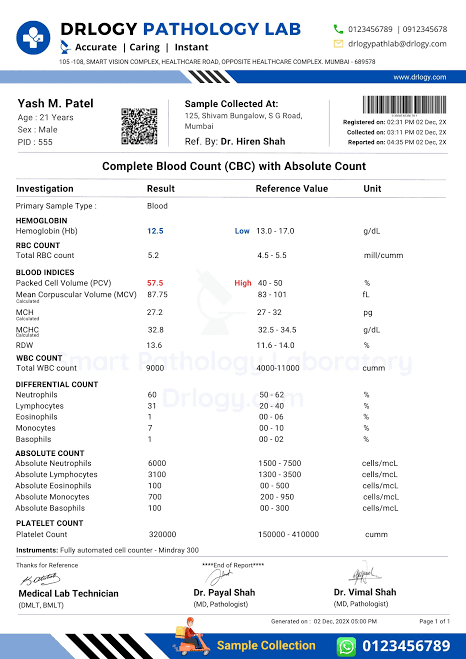 DRLOGY PATHOLOGY LAB
Accurate | Caring | Instant
0123456789 | 0912345678
drlogypathlab@drlogy.com
105 -108, SMART VISION COMPLEX, HEALTHCARE ROAD, OPPOSITE HEALTHCARE COMPLEX. MUMBAI - 689578
www.drlogy.com
Yash M. Patel
Age : 21 Years
Sex : Male
PID : 555
Sample Collected At:
125, Shivam Bungalow, S G Road,
Mumbai
Ref. By: Dr. Hiren Shah
Registered on: 02:31 PM 02 Dec, 2X
Collected on: 03:11 PM 02 Dec, 2X
Reported on: 04:35 PM 02 Dec, 2X
Complete Blood Count (CBC) with Absolute Count
Investigation Result Reference Value Unit
Primary Sample Type : Blood
HEMOGLOBIN
Hemoglobin (Hb) 12.5 Low 13.0 - 17.0 g/dL
RBC COUNT
Total RBC count 5.2 4.5 - 5.5 mill/cumm
BLOOD INDICES
Packed Cell Volume (PCV) 57.5 High 40 - 50 %
Mean Corpuscular Volume (MCV) 87.75 83 - 101 fL
Calculated
MCH 27.2 27 - 32 pg
Calculated
MCHC 32.8 32.5 - 34.5 g/dL
Calculated
RDW 13.6 11.6 - 14.0 %
WBC COUNT
Total WBC count 9000 4000-11000 cumm
Smart Pathology Laboratory
Drlogy.com
DIFFERENTIAL COUNT
Neutrophils 60 50 - 62 %
Lymphocytes 31 20 - 40 %
Eosinophils 1 00 - 06 %
Monocytes 7 00 - 10 %
Basophils 1 00 - 02 %
ABSOLUTE COUNT
Absolute Neutrophils 6000 1500 - 7500 cells/mcL
Absolute Lymphocytes 3100 1300 - 3500 cells/mcL
Absolute Eosinophils 100 00 - 500 cells/mcL
Absolute Monocytes 700 200 - 950 cells/mcL
Absolute Basophils 100 00 - 300 cells/mcL
PLATELET COUNT
Platelet Count 320000 150000 - 410000 cumm
Instruments: Fully automated cell counter - Mindray 300
Thanks for Reference ****End of Report****
Medical Lab Technician
(DMLT, BMLT)
Dr. Payal Shah
(MD, Pathologist)
Dr. Vimal Shah
(MD, Pathologist)
Generated on : 02 Dec, 202X 05:00 PM Page 1 of 1
Sample Collection 0123456789